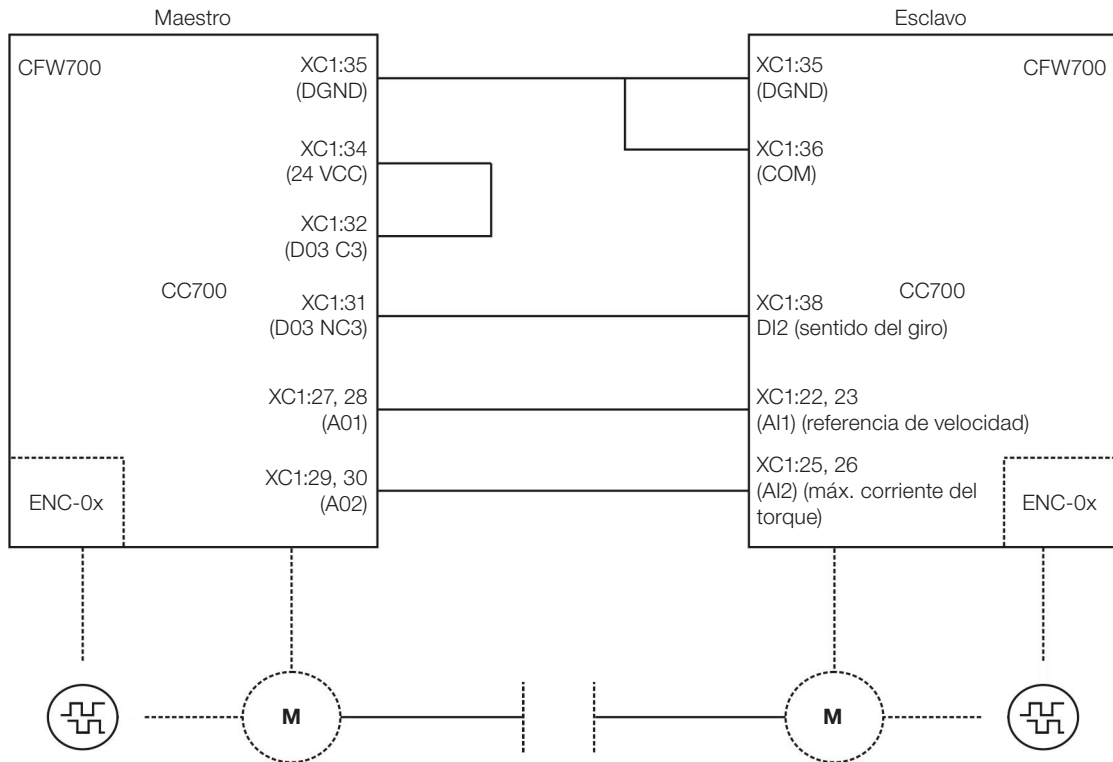 Maestro
CFW700
XC1:35
(DGND)
XC1:34
(24 VCC)
XC1:32
(D03 C3)
CC700
XC1:31
(D03 NC3)
XC1:27, 28
(A01)
XC1:29, 30
(A02)
ENC-0x
M
Esclavo
XC1:35
(DGND)
CFW700
XC1:36
(COM)
CC700
XC1:38
DI2 (sentido del giro)
XC1:22, 23
(AI1) (referencia de velocidad)
XC1:25, 26
(AI2) (máx. corriente del
torque)
ENC-0x
M